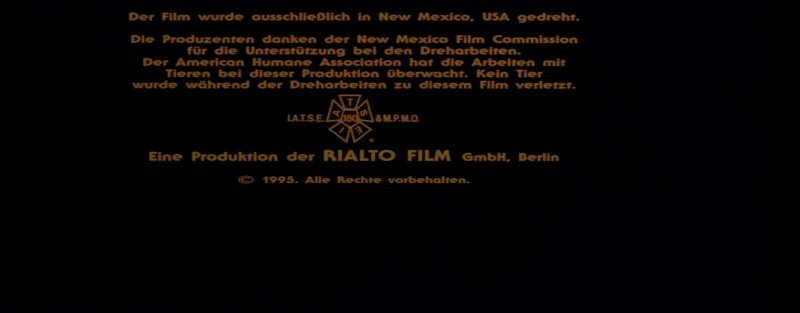 Der Film wurde ausschließlich in New Mexico, USA gedreht.
Die Produzenten danken der New Mexico Film Commission
für die Unterstützung bei den Dreharbeiten.
Der American Humane Association hat die Arbeiten mit
Tieren bei dieser Produktion überwacht. Kein Tier
wurde während der Dreharbeiten zu diesem Film verletzt.
I.A.T.S.E. IATSE 180 & M.P.M.O.
Eine Produktion der RIALTO FILM GmbH, Berlin
© 1995. Alle Rechte vorbehalten.